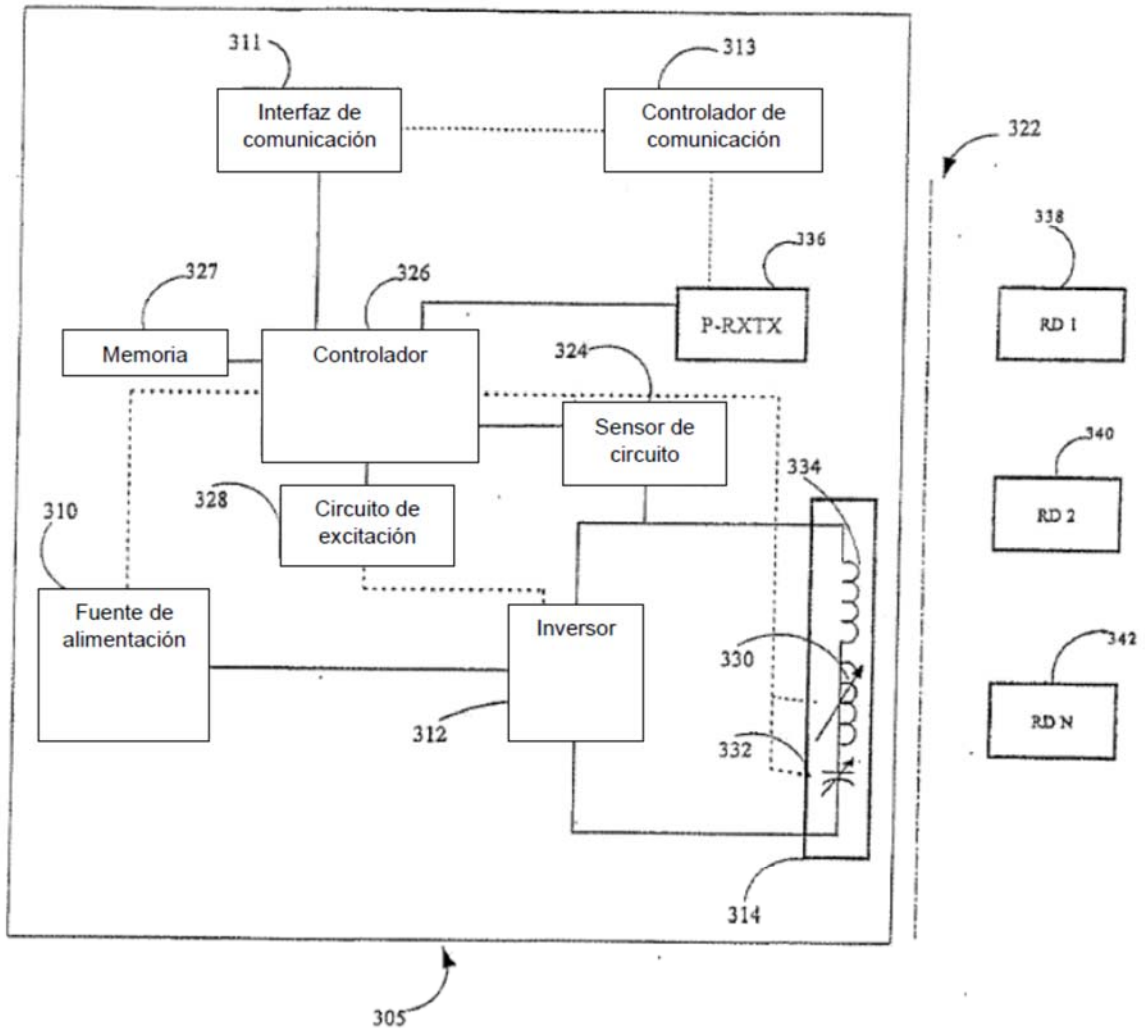 311
313
Interfaz de
comunicación
Controlador de
comunicación
322
338
336
327
326
P-RXTX
RD 1
Memoria
Controlador
324
Sensor de
circuito
340
334
328
Circuito de
excitación
RD 2
310
Fuente de
alimentación
Inversor
330
342
312
332
RD N
314
305